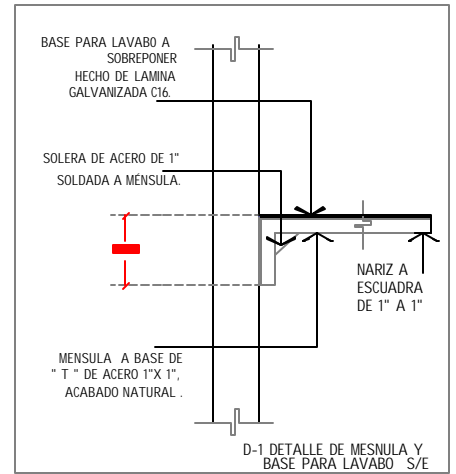 BASE PARA LAVABO A
SOBREPONER
HECHO DE LAMINA
GALVANIZADA C16.
SOLERA DE ACERO DE 1"
SOLDADA A MÉNSULA.
NARIZ A
ESCUADRA
DE 1" A 1"
MENSULA A BASE DE
" T " DE ACERO 1"X 1",
ACABADO NATURAL .
D-1 DETALLE DE MESNULA Y
BASE PARA LAVABO S/E